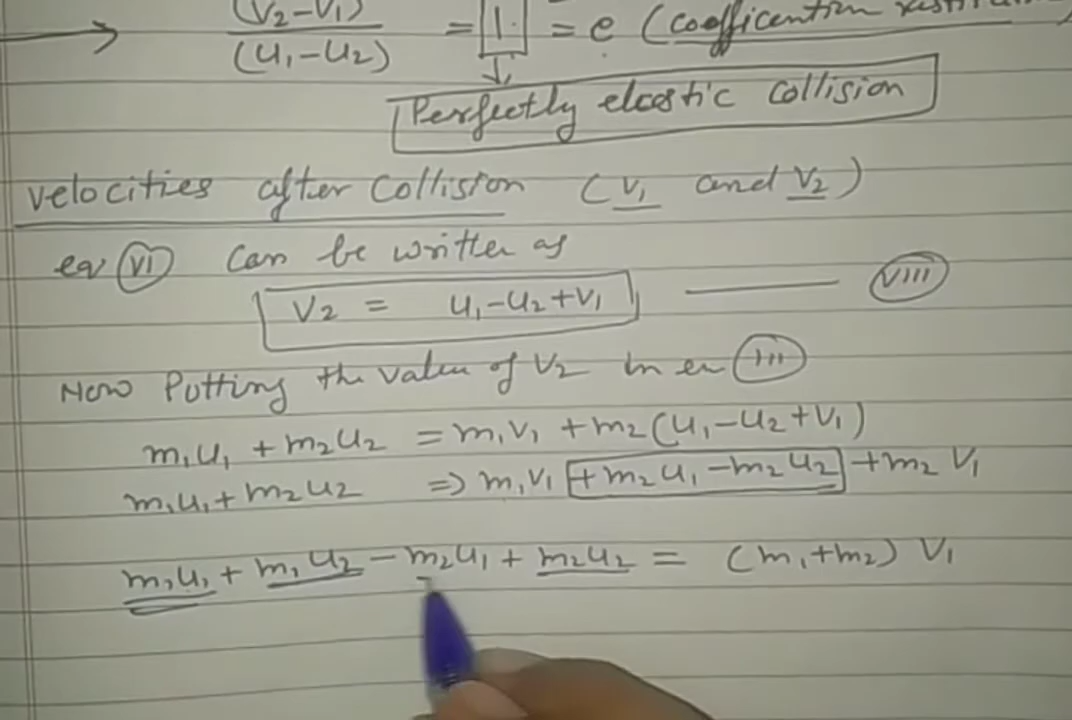 (V2-V1)
(u1-u2)
= 1. = e (coefficention
Perfectly elastic collision
velocities after collision (V1 and V2)
eq (VI) can be written as
V2 = u1-u2+V1 (VIII)
Now Putting the value of V2 in en (III)
m1u1 + m2u2 = m1V1 + m2(u1-u2+V1)
m1u1+m2u2 => m1V1 +m2u1-m2u2 +m2V1
m1u1 + m1u2 - m2u1 + m2u2 = (m1+m2) V1